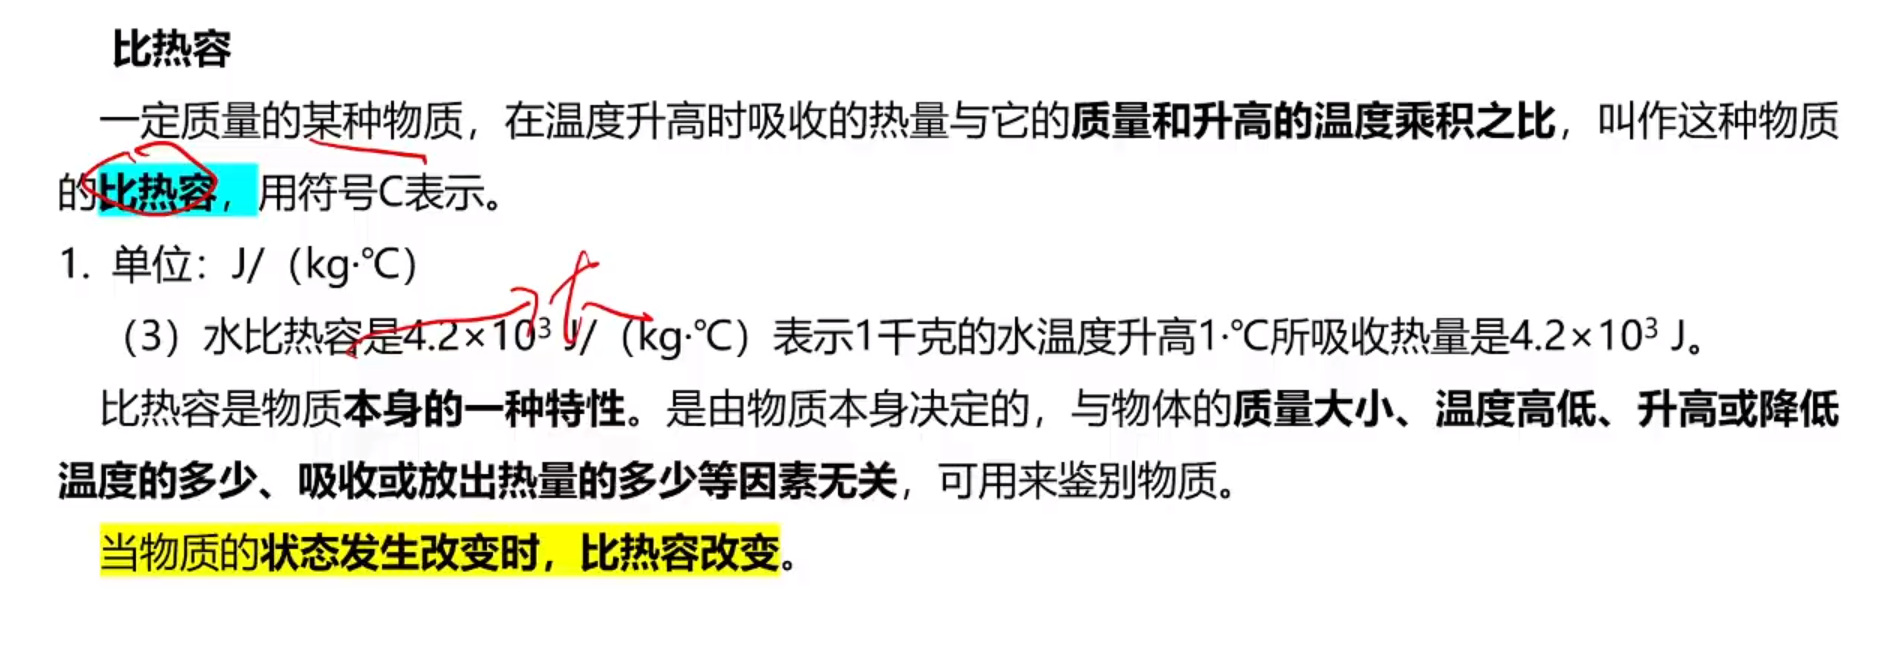 比热容
一定质量的某种物质，在温度升高时吸收的热量与它的质量和升高的温度乘积之比，叫作这种物质
的比热容，用符号C表示。
1. 单位：J/（kg·℃）
（3）水比热容是4.2×10³ J/（kg·℃）表示1千克的水温度升高1·℃所吸收热量是4.2×10³ J。
比热容是物质本身的一种特性。是由物质本身决定的，与物体的质量大小、温度高低、升高或降低
温度的多少、吸收或放出热量的多少等因素无关，可用来鉴别物质。
当物质的状态发生改变时，比热容改变。